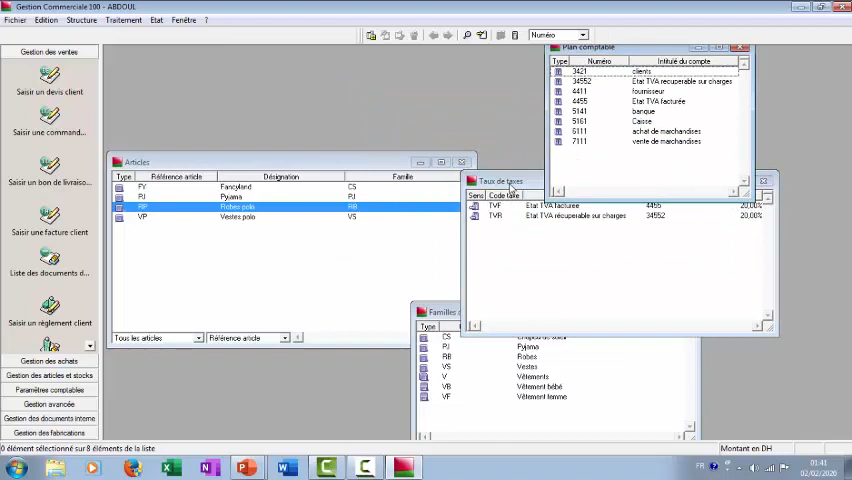 Gestion Commerciale 100 - ABDOUL
Fichier Edition Structure Traitement Etat Fenêtre ?
Numéro
Gestion des ventes
Saisir un devis client
Saisir une command...
Saisir un bon de livraiso...
Saisir une facture client
Liste des documents d...
Saisir un règlement client
Gestion des achats
Gestion des articles et stocks
Paramètres comptables
Gestion avancée
Gestion des documents interne
Gestion des fabrications
Plan comptable
Type Numéro Intitulé du compte
3421 clients
34552 Etat TVA recuperable sur charges
4411 fournisseur
4455 Etat TVA facturée
5141 banque
5161 Caisse
6111 achat de marchandises
7111 vente de marchandises
Articles
Type Référence article Désignation Famille
FY Fancyland CS
PJ Pyjama PJ
RP Robes polo RB
VP Vestes polo VS
Tous les articles Référence article
Taux de taxes
Sens Code taxe
TVF Etat TVA facturée 4455 20,00%
TVR Etat TVA récuperable sur charges 34552 20,00%
Familles
Type
CS
PJ Pyjama
RB Robes
VS Vestes
V Vêtements
VB Vêtement bébé
VF Vêtement femme
0 élément sélectionné sur 8 éléments de la liste
Montant en DH
FR
01:41
02/02/2020